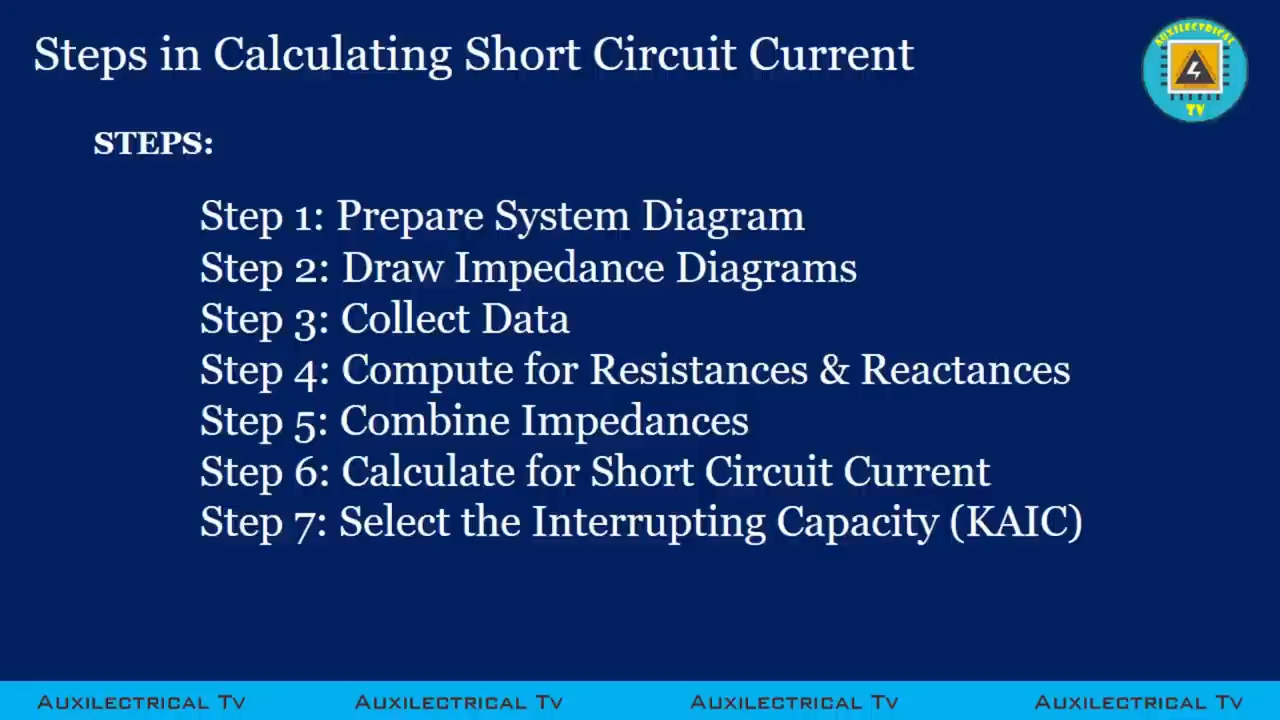 Steps in Calculating Short Circuit Current
AUXILECTRICAL
TV
STEPS:
Step 1: Prepare System Diagram
Step 2: Draw Impedance Diagrams
Step 3: Collect Data
Step 4: Compute for Resistances & Reactances
Step 5: Combine Impedances
Step 6: Calculate for Short Circuit Current
Step 7: Select the Interrupting Capacity (KAIC)
Auxilectrical Tv Auxilectrical Tv Auxilectrical Tv Auxilectrical Tv